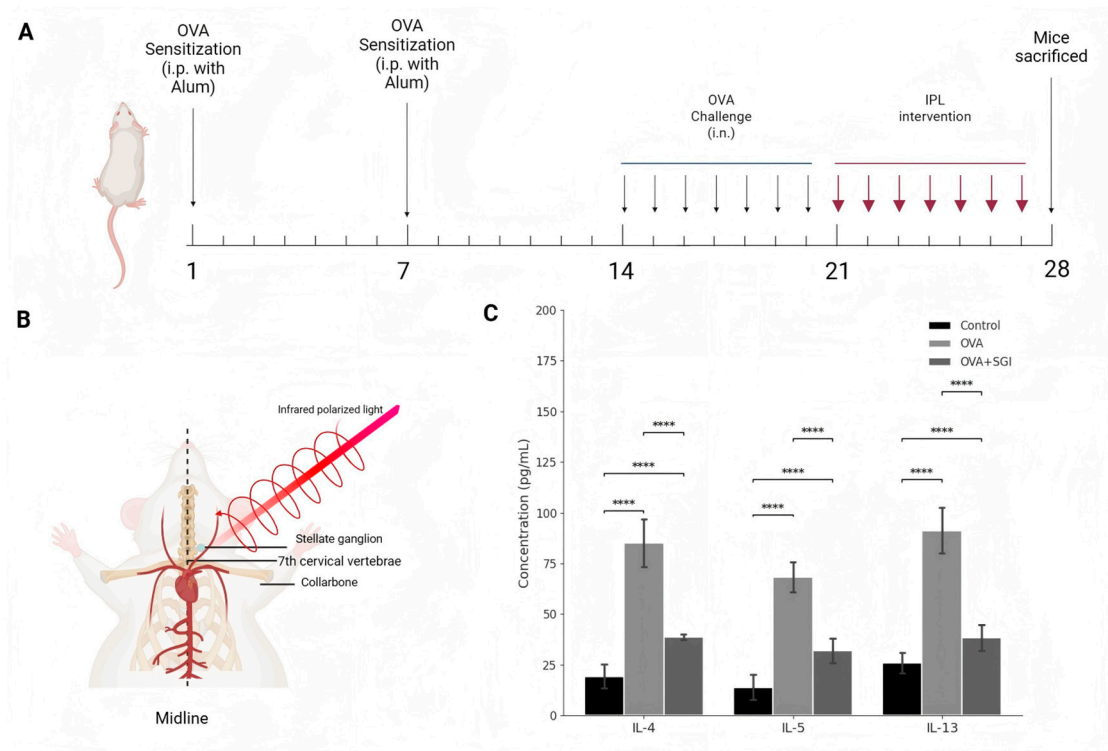 A
OVA
Sensitization
(i.p. with
Alum)
OVA
Sensitization
(i.p. with
Alum)
OVA
Challenge
(i.n.)
IPL
intervention
Mice
sacrificed
1
7
14
21
28
B
Infrared polarized light
Stellate ganglion
7th cervical vertebrae
Collarbone
Midline
C
Concentration (pg/mL)
200
175
150
125
100
75
50
25
0
Control
OVA
OVA+SGI
****
****
****
****
****
****
****
****
****
IL-4
IL-5
IL-13